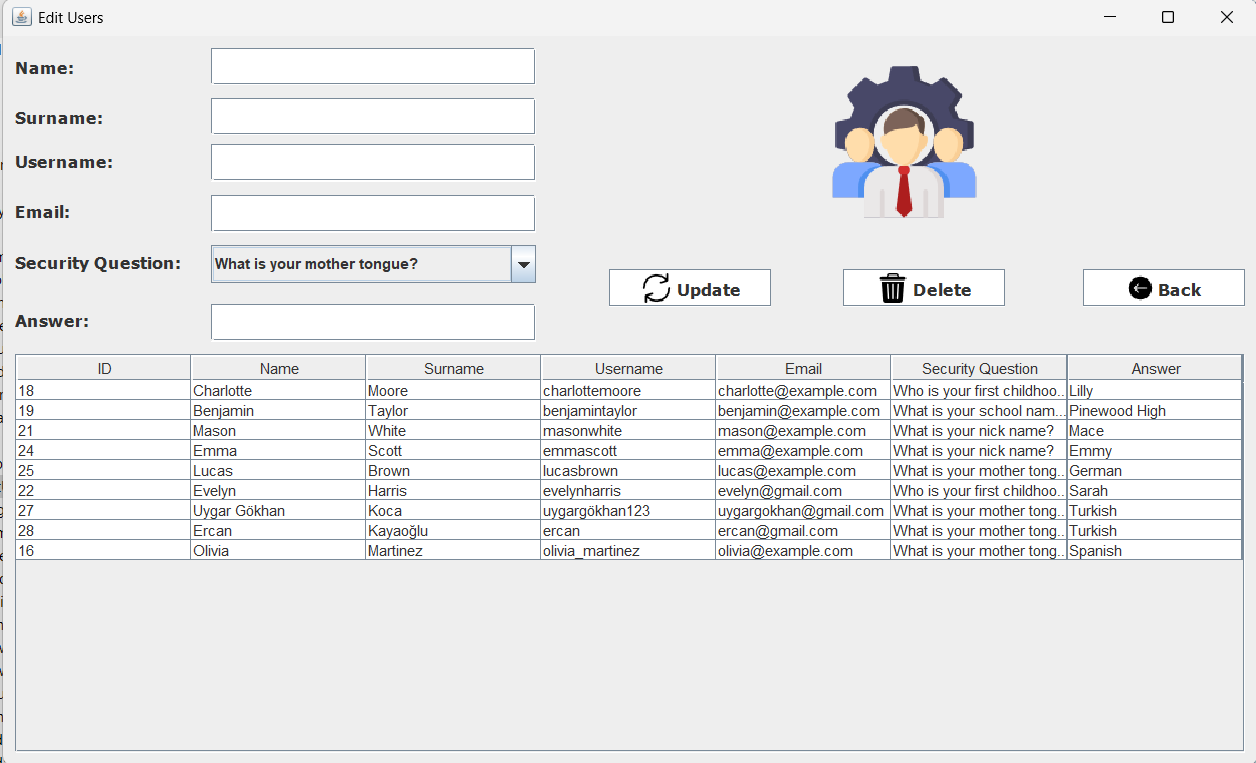 Edit Users
Name:
Surname:
Username:
Email:
Security Question: What is your mother tongue?
Update Delete Back
Answer:
ID Name Surname Username Email Security Question Answer
18 Charlotte Moore charlottemoore charlotte@example.com Who is your first childhoo... Lilly
19 Benjamin Taylor benjamintaylor benjamin@example.com What is your school nam... Pinewood High
21 Mason White masonwhite mason@example.com What is your nick name? Mace
24 Emma Scott emmascott emma@example.com What is your nick name? Emmy
25 Lucas Brown lucasbrown lucas@example.com What is your mother tong... German
22 Evelyn Harris evelynharris evelyn@gmail.com Who is your first childhoo... Sarah
27 Uygar Gökhan Koca uygargökhan123 uygargokhan@gmail.com What is your mother tong... Turkish
28 Ercan Kayaoğlu ercan ercan@gmail.com What is your mother tong... Turkish
16 Olivia Martinez olivia_martinez olivia@example.com What is your mother tong... Spanish